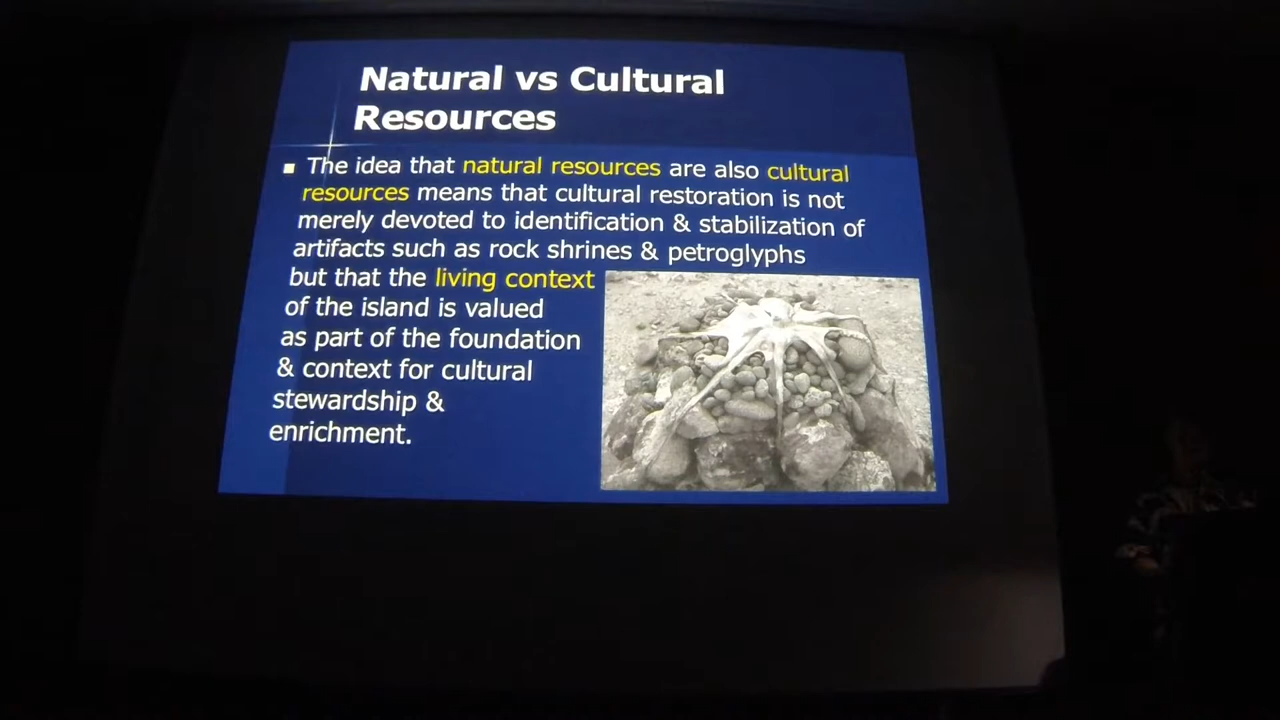 Natural vs Cultural
Resources
The idea that natural resources are also cultural
resources means that cultural restoration is not
merely devoted to identification & stabilization of
artifacts such as rock shrines & petroglyphs
but that the living context
of the island is valued
as part of the foundation
& context for cultural
stewardship &
enrichment.